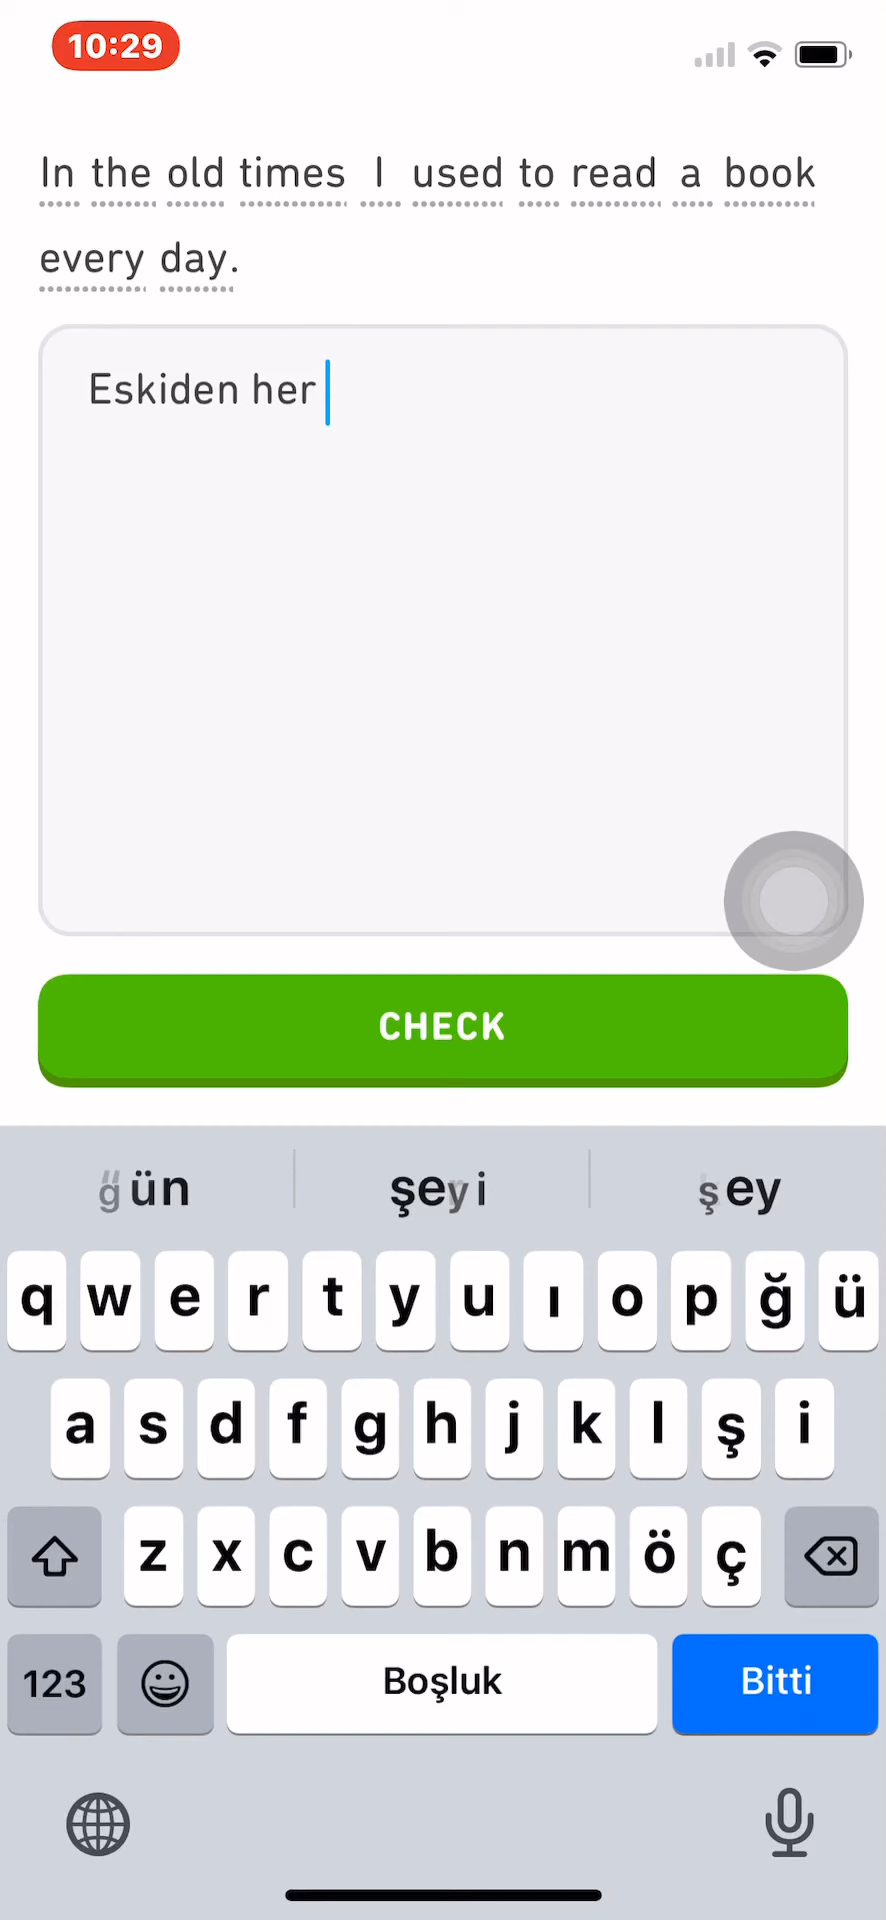 10:29
In the old times I used to read a book
every day.
Eskiden her
CHECK
gün şeyi şey
q w e r t y u ı o p ğ ü
a s d f g h j k l ş i
z x c v b n m ö ç
123 Boşluk Bitti